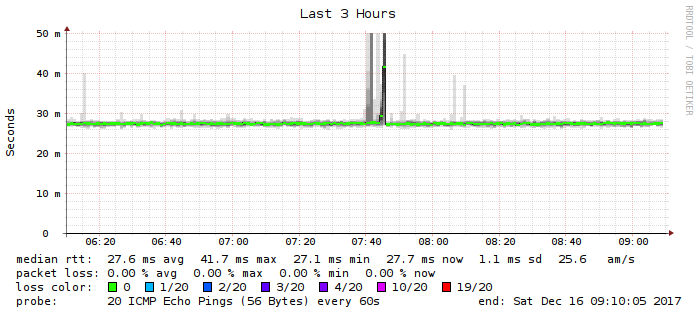 Last 3 Hours
RRDTOOL / TOBI OETIKER
Seconds
50 m
40 m
30 m
20 m
10 m
0
06:20 06:40 07:00 07:20 07:40 08:00 08:20 08:40 09:00
median rtt: 27.6 ms avg 41.7 ms max 27.1 ms min 27.7 ms now 1.1 ms sd 25.6 am/s
packet loss: 0.00 % avg 0.00 % max 0.00 % min 0.00 % now
loss color: 0 1/20 2/20 3/20 4/20 10/20 19/20
probe: 20 ICMP Echo Pings (56 Bytes) every 60s end: Sat Dec 16 09:10:05 2017